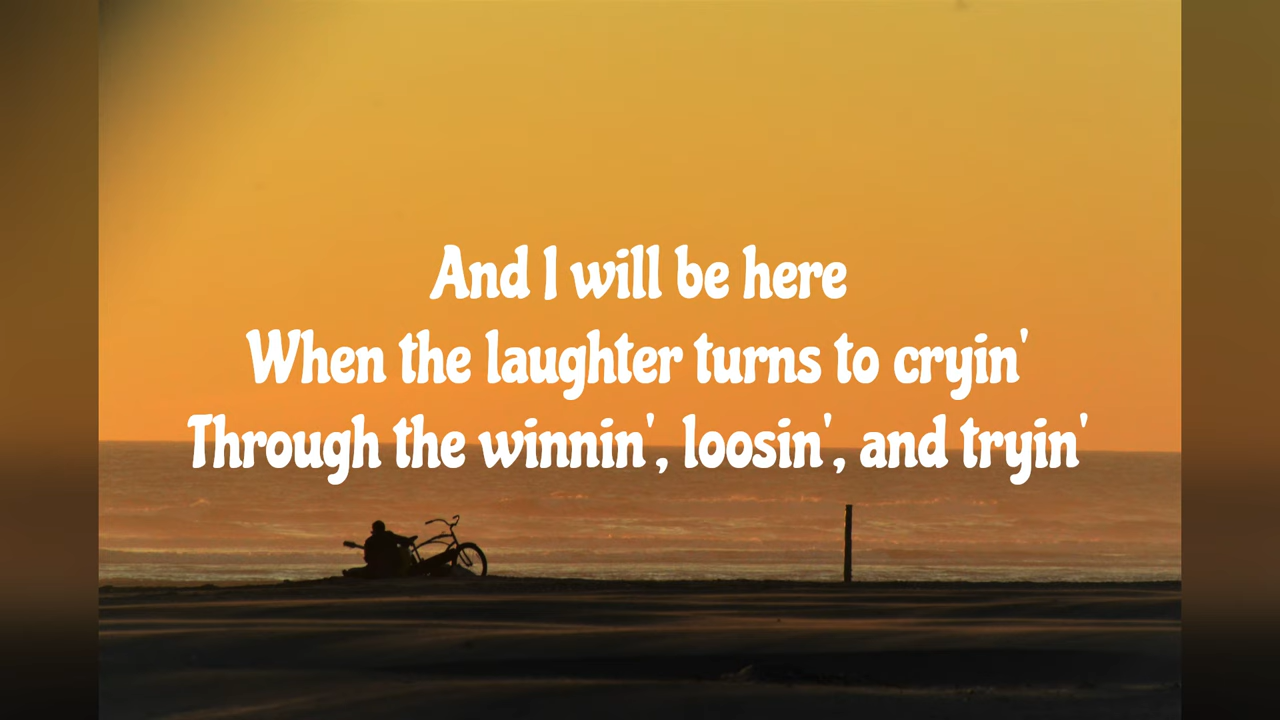 And I will be here
When the laughter turns to cryin'
Through the winnin', loosin', and tryin'